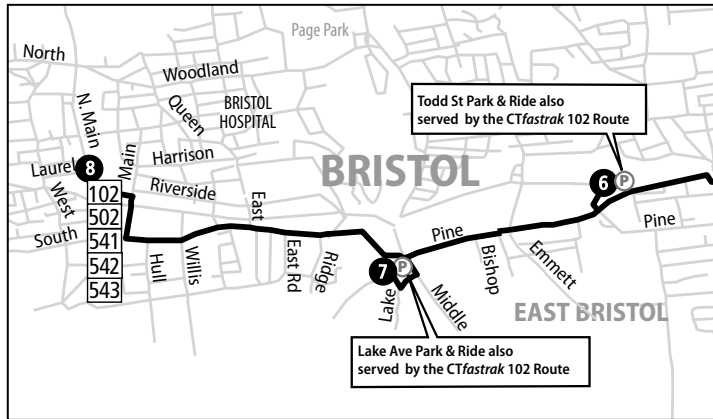 Page Park
North
Woodland
N. Main
Queen
BRISTOL
HOSPITAL
Todd St Park & Ride also
served by the CTfastrak 102 Route
8
Main
Harrison
BRISTOL
Laurel
West
Riverside
6
P
102
502
541
542
543
South
East
Pine
Pine
Hull
Willis
East Rd
Ridge
7
P
Lake
Middle
Bishop
Emmett
EAST BRISTOL
Lake Ave Park & Ride also
served by the CTfastrak 102 Route